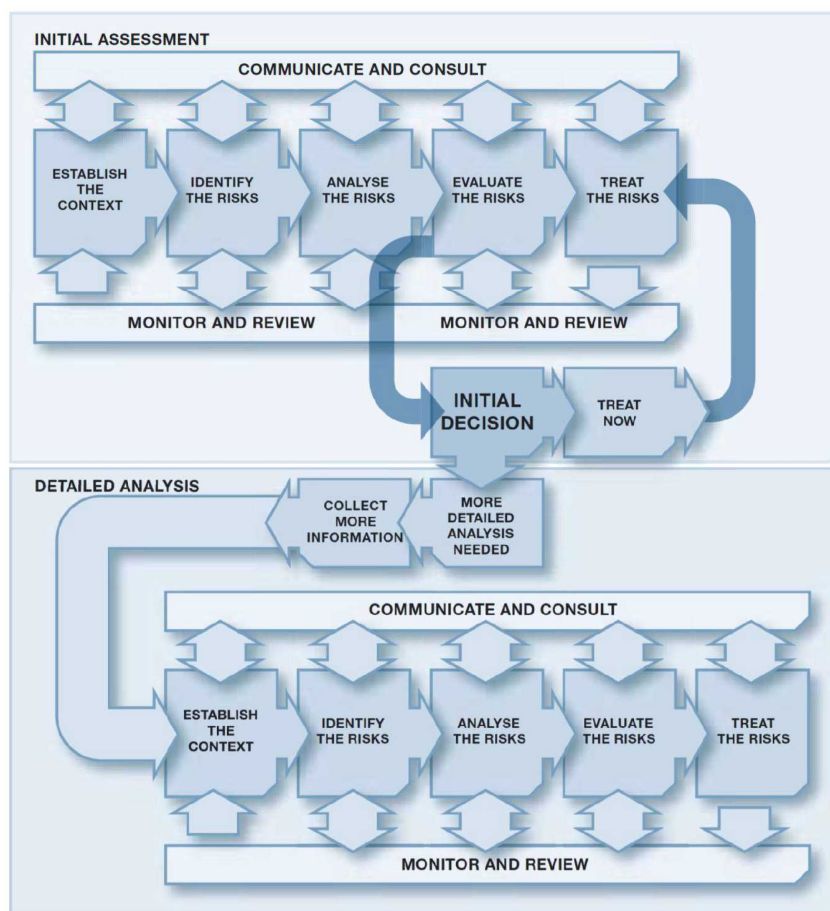 INITIAL ASSESSMENT
COMMUNICATE AND CONSULT
ESTABLISH
THE
CONTEXT
IDENTIFY
THE RISKS
ANALYSE
THE RISKS
EVALUATE
THE RISKS
TREAT
THE RISKS
MONITOR AND REVIEW
MONITOR AND REVIEW
INITIAL
DECISION
TREAT
NOW
DETAILED ANALYSIS
COLLECT
MORE
INFORMATION
MORE
DETAILED
ANALYSIS
NEEDED
COMMUNICATE AND CONSULT
ESTABLISH
THE
CONTEXT
IDENTIFY
THE RISKS
ANALYSE
THE RISKS
EVALUATE
THE RISKS
TREAT
THE RISKS
MONITOR AND REVIEW